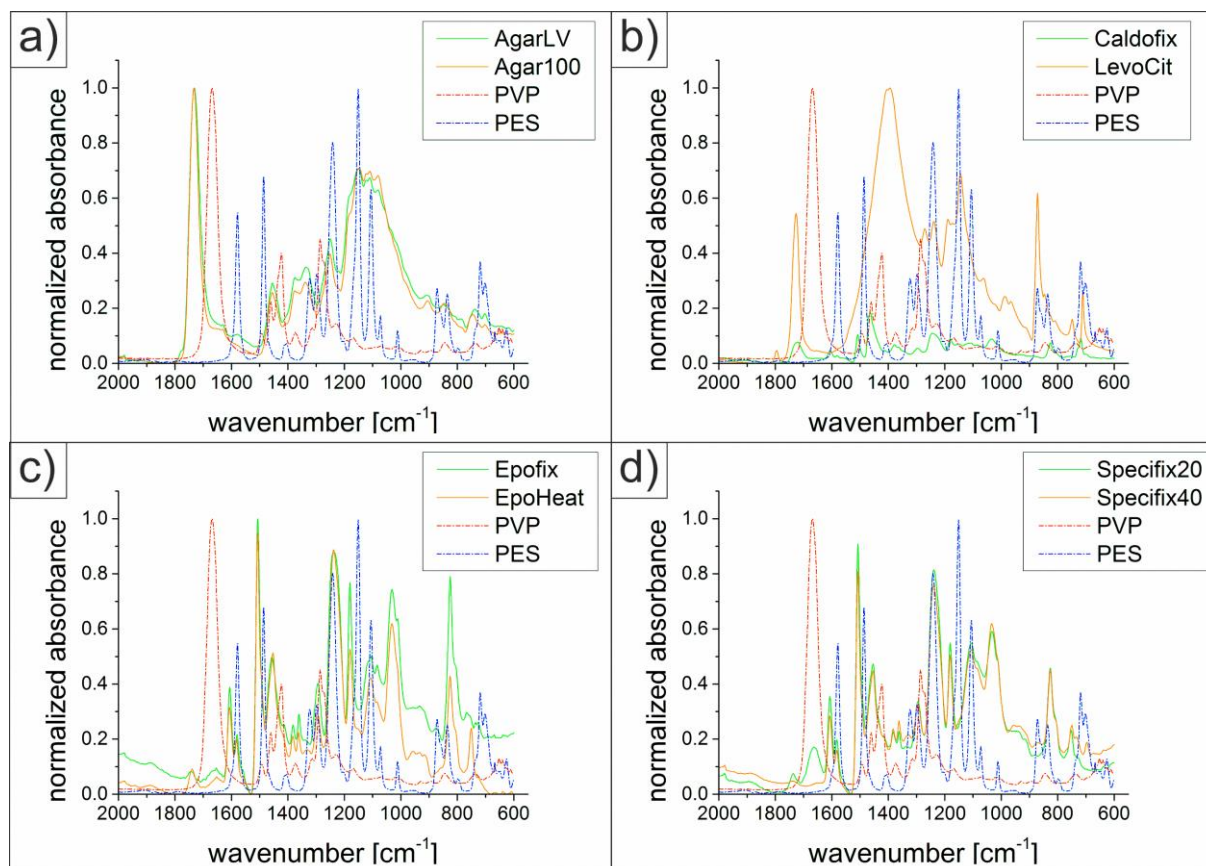 a)
AgarLV
Agar100
PVP
PES
normalized absorbance
1.0
0.8
0.6
0.4
0.2
0.0
2000 1800 1600 1400 1200 1000 800 600
wavenumber [cm-1]
b)
Caldofix
LevoCit
PVP
PES
normalized absorbance
1.0
0.8
0.6
0.4
0.2
0.0
2000 1800 1600 1400 1200 1000 800 600
wavenumber [cm-1]
c)
Epofix
EpoHeat
PVP
PES
normalized absorbance
1.0
0.8
0.6
0.4
0.2
0.0
2000 1800 1600 1400 1200 1000 800 600
wavenumber [cm-1]
d)
Specifix20
Specifix40
PVP
PES
normalized absorbance
1.0
0.8
0.6
0.4
0.2
0.0
2000 1800 1600 1400 1200 1000 800 600
wavenumber [cm-1]